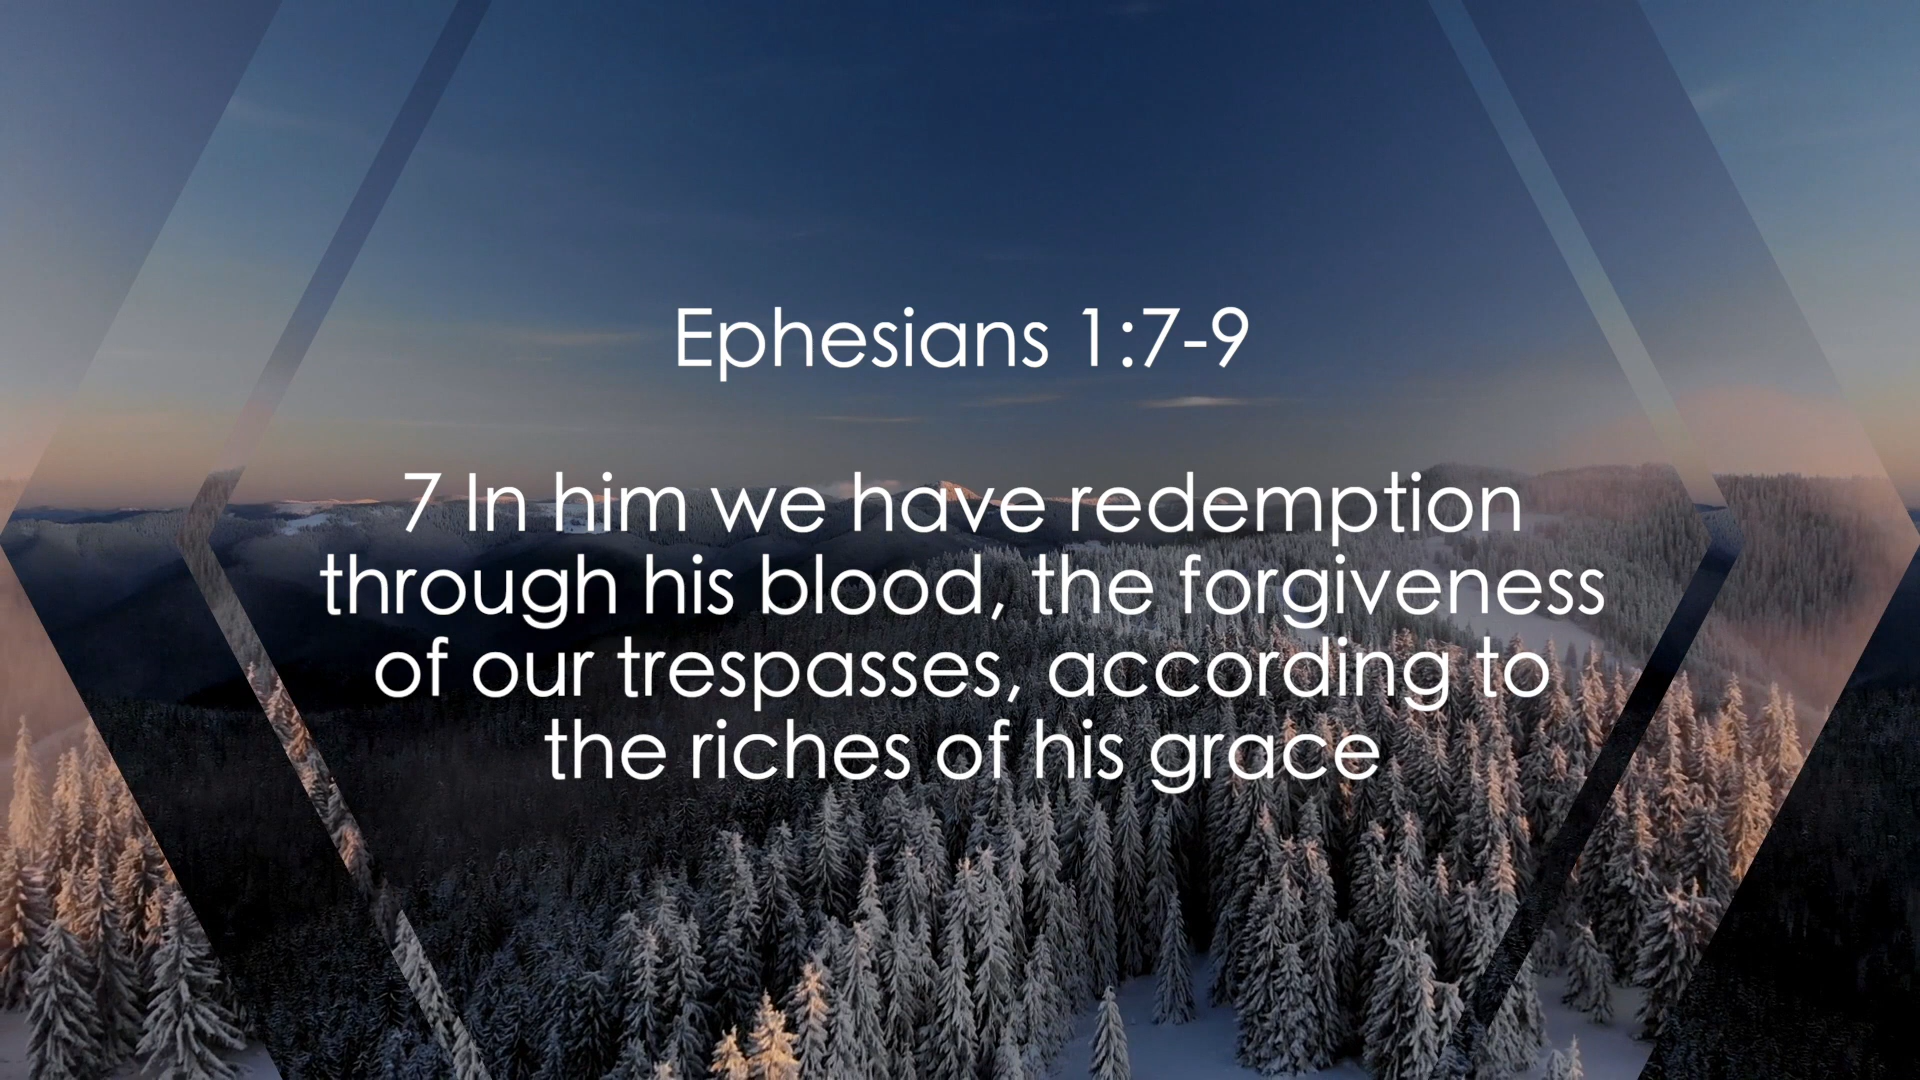 Ephesians 1:7-9
7 In him we have redemption
through his blood, the forgiveness
of our trespasses, according to
the riches of his grace